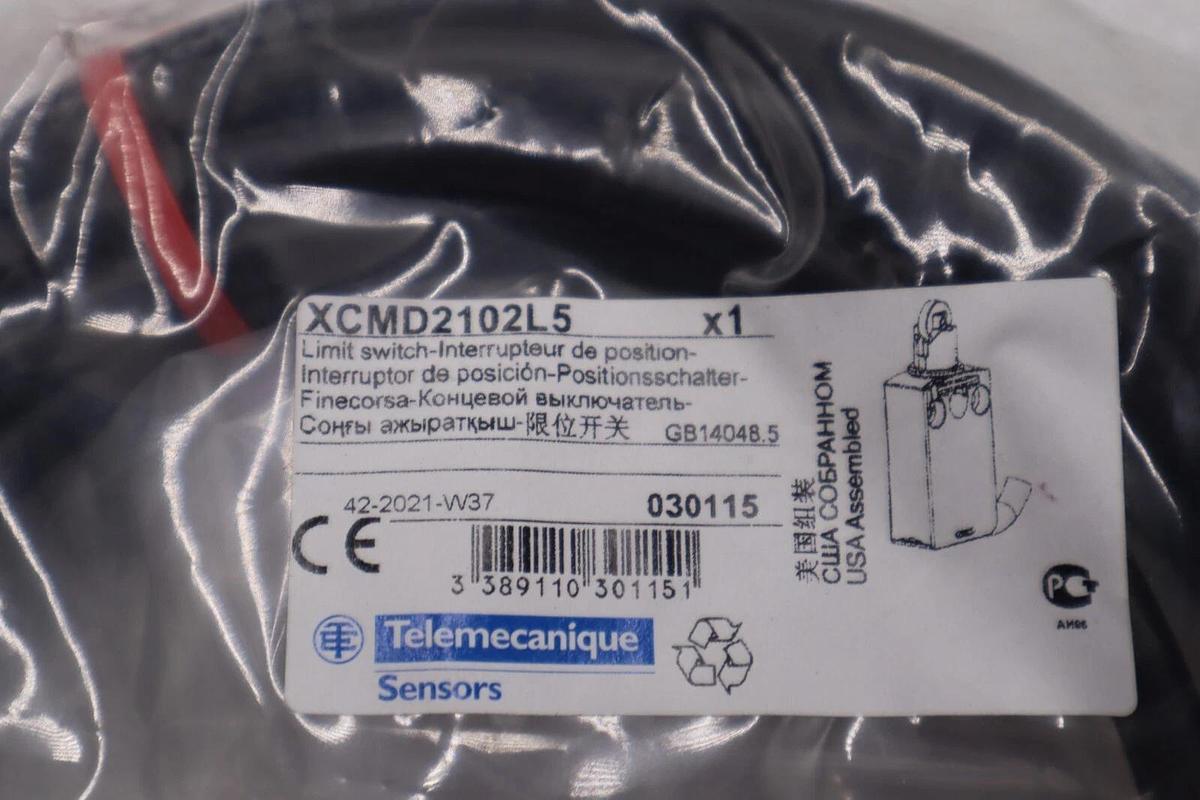 XCMD2102L5 x1
Limit switch-Interrupteur de position-
Interruptor de posición-Positionsschalter-
Finecorsa-Концевой выключатель-
Соңғы ажыратқыш-限位开关 GB14048.5
42-2021-W37 030115
CE
3 389110 301151
Telemecanique
Sensors
美国组装
США СОБРАННОМ
USA Assembled
РСТ